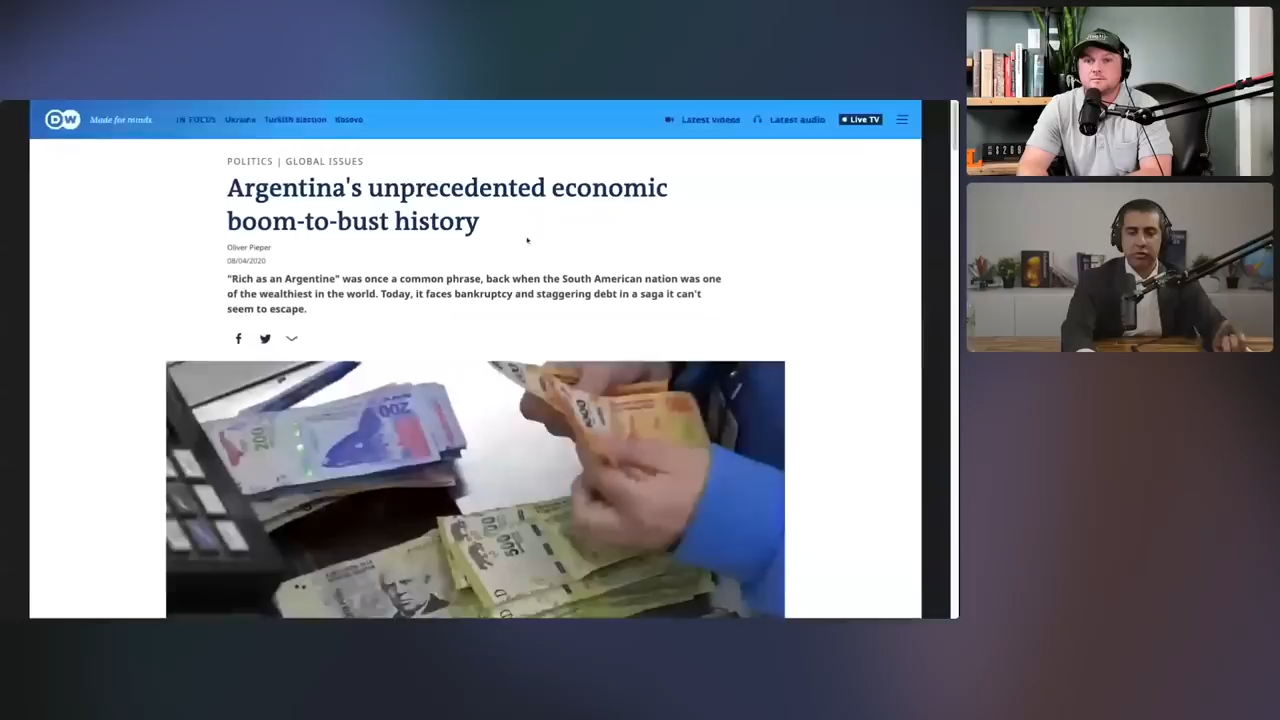 DW Made for minds. IN FOCUS Ukraine Turkish election Kosovo Latest videos Latest audio Live TV
POLITICS | GLOBAL ISSUES
Argentina's unprecedented economic
boom-to-bust history
Oliver Pieper
08/04/2020
"Rich as an Argentine" was once a common phrase, back when the South American nation was one
of the wealthiest in the world. Today, it faces bankruptcy and staggering debt in a saga it can't
seem to escape.
200
200
500